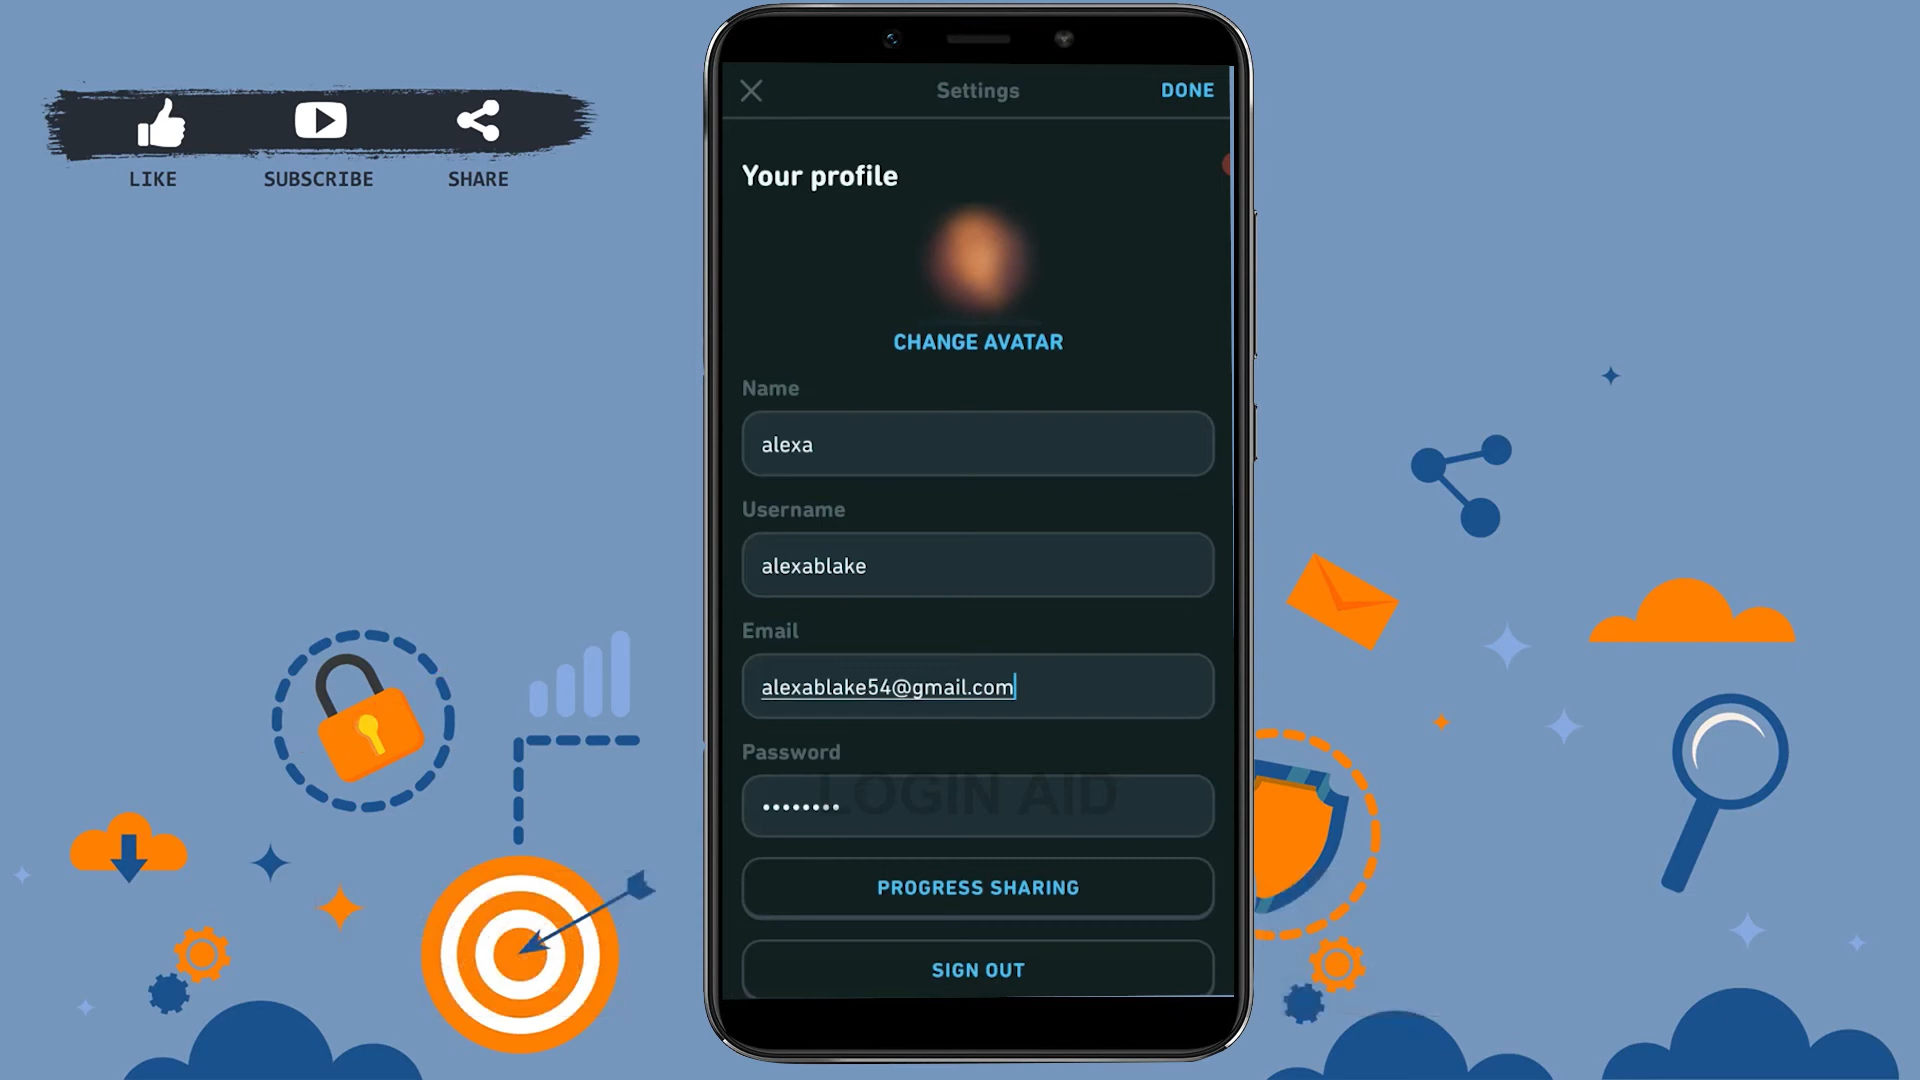 LIKE SUBSCRIBE SHARE
Settings DONE
Your profile
CHANGE AVATAR
Name
alexa
Username
alexablake
Email
alexablake54@gmail.com
Password
LOGIN AID
••••••••
PROGRESS SHARING
SIGN OUT